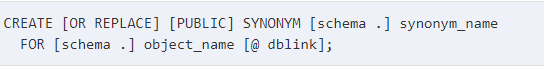 CREATE [OR REPLACE] [PUBLIC] SYNONYM [schema .] synonym_name
FOR [schema .] object_name [@ dblink];